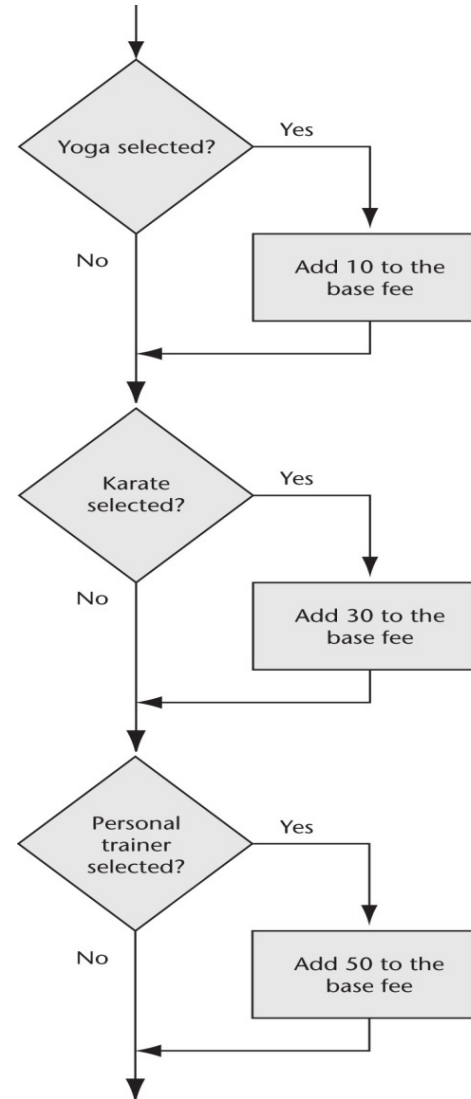 Yoga selected?
Yes
No
Add 10 to the
base fee
Karate
selected?
Yes
No
Add 30 to the
base fee
Personal
trainer
selected?
Yes
No
Add 50 to the
base fee